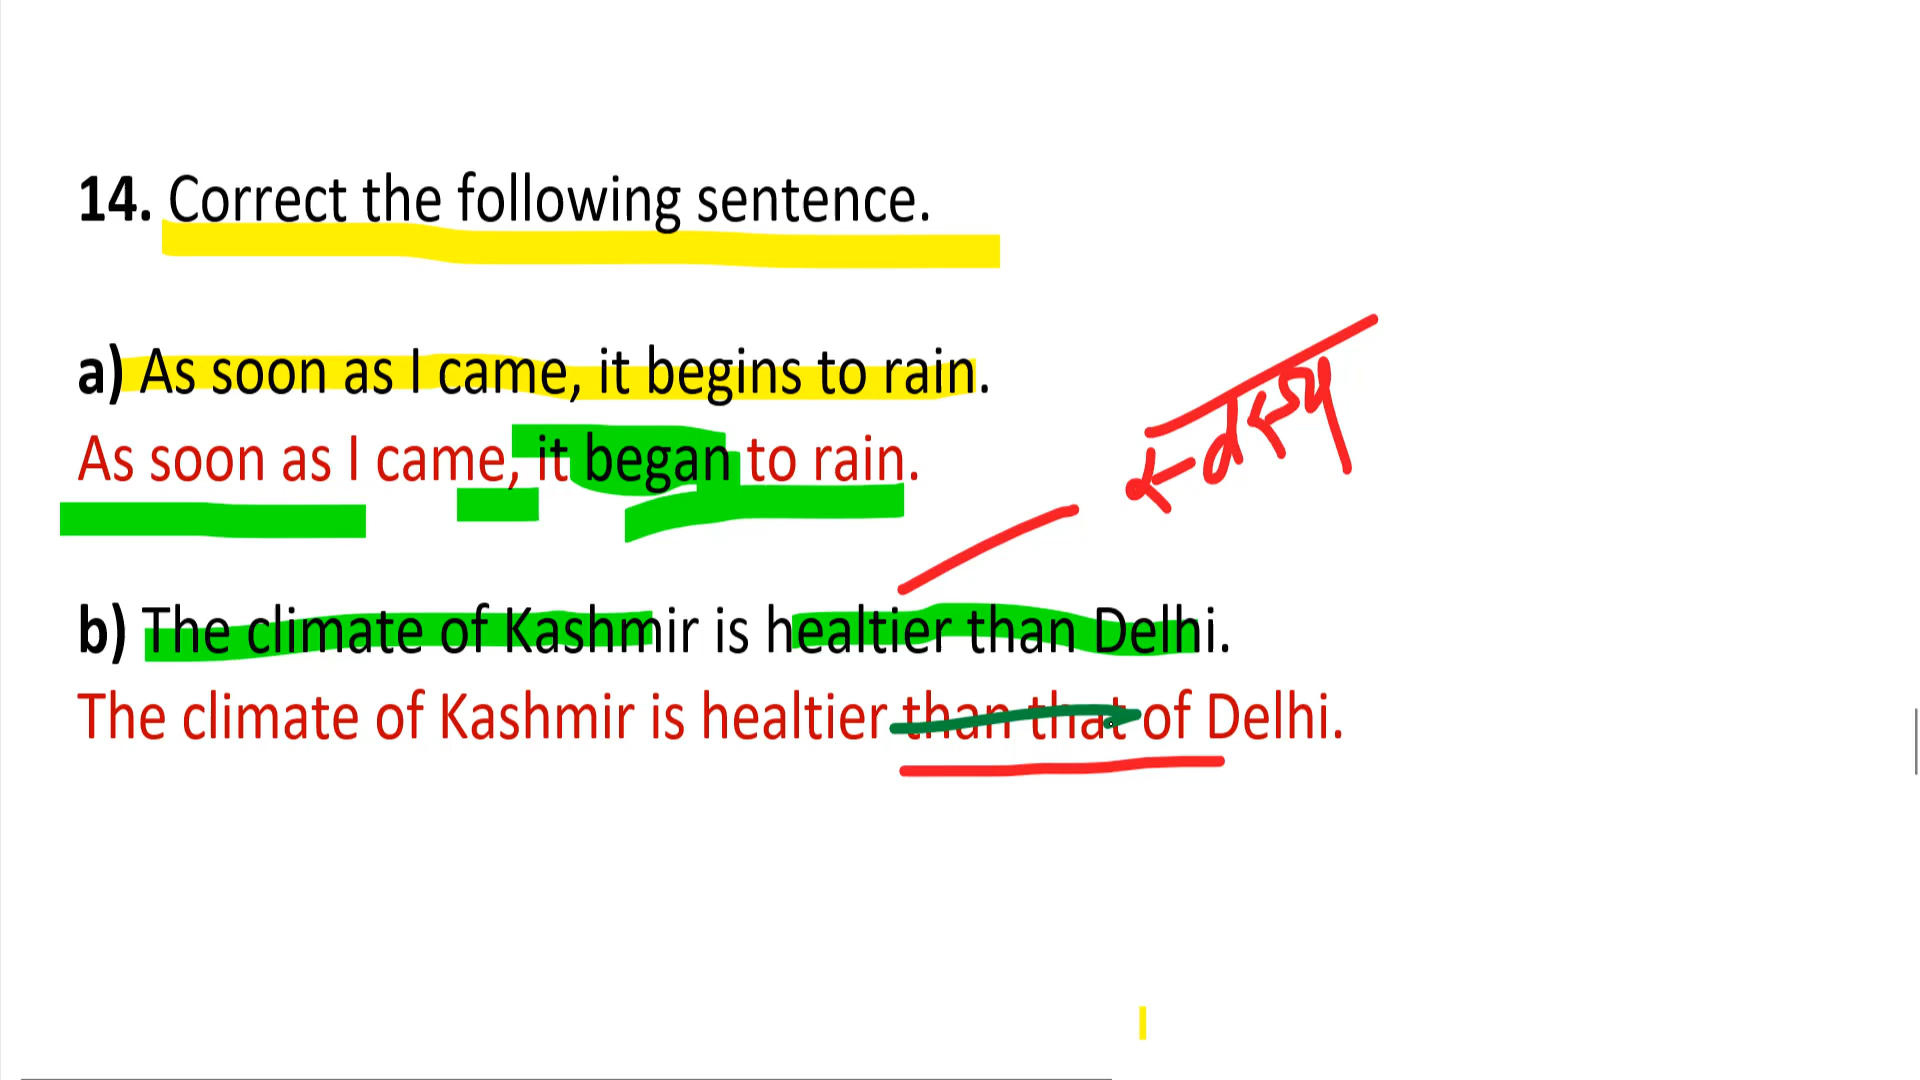 14. Correct the following sentence.
a) As soon as I came, it begins to rain.
As soon as I came, it began to rain.
स्वस्थ्य
b) The climate of Kashmir is healtier than Delhi.
The climate of Kashmir is healtier than that of Delhi.